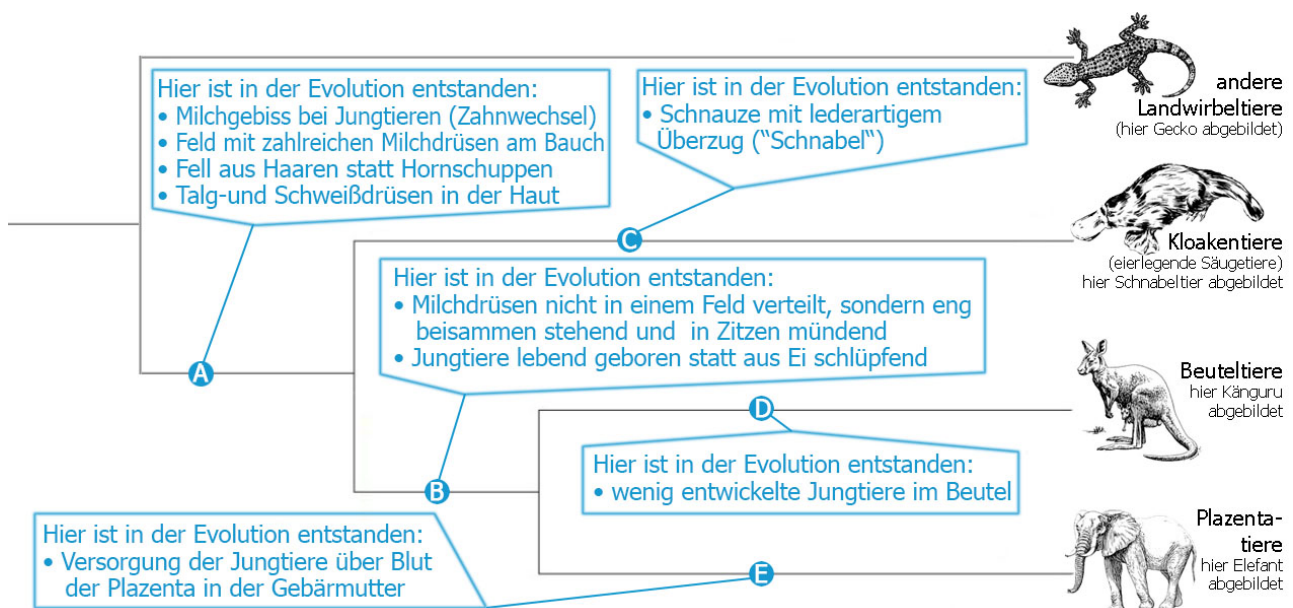 Hier ist in der Evolution entstanden:
• Milchgebiss bei Jungtieren (Zahnwechsel)
• Feld mit zahlreichen Milchdrüsen am Bauch
• Fell aus Haaren statt Hornschuppen
• Talg-und Schweißdrüsen in der Haut
Hier ist in der Evolution entstanden:
• Schnauze mit lederartigem
Überzug ("Schnabel“)
andere
Landwirbeltiere
(hier Gecko abgebildet)
C
Kloakentiere
(eierlegende Säugetiere)
hier Schnabeltier abgebildet
Hier ist in der Evolution entstanden:
• Milchdrüsen nicht in einem Feld verteilt, sondern eng
beisammen stehend und in Zitzen mündend
• Jungtiere lebend geboren statt aus Ei schlüpfend
A
Beuteltiere
hier Känguru
abgebildet
D
Hier ist in der Evolution entstanden:
• wenig entwickelte Jungtiere im Beutel
B
Hier ist in der Evolution entstanden:
• Versorgung der Jungtiere über Blut
der Plazenta in der Gebärmutter
E
Plazenta-
tiere
hier Elefant
abgebildet